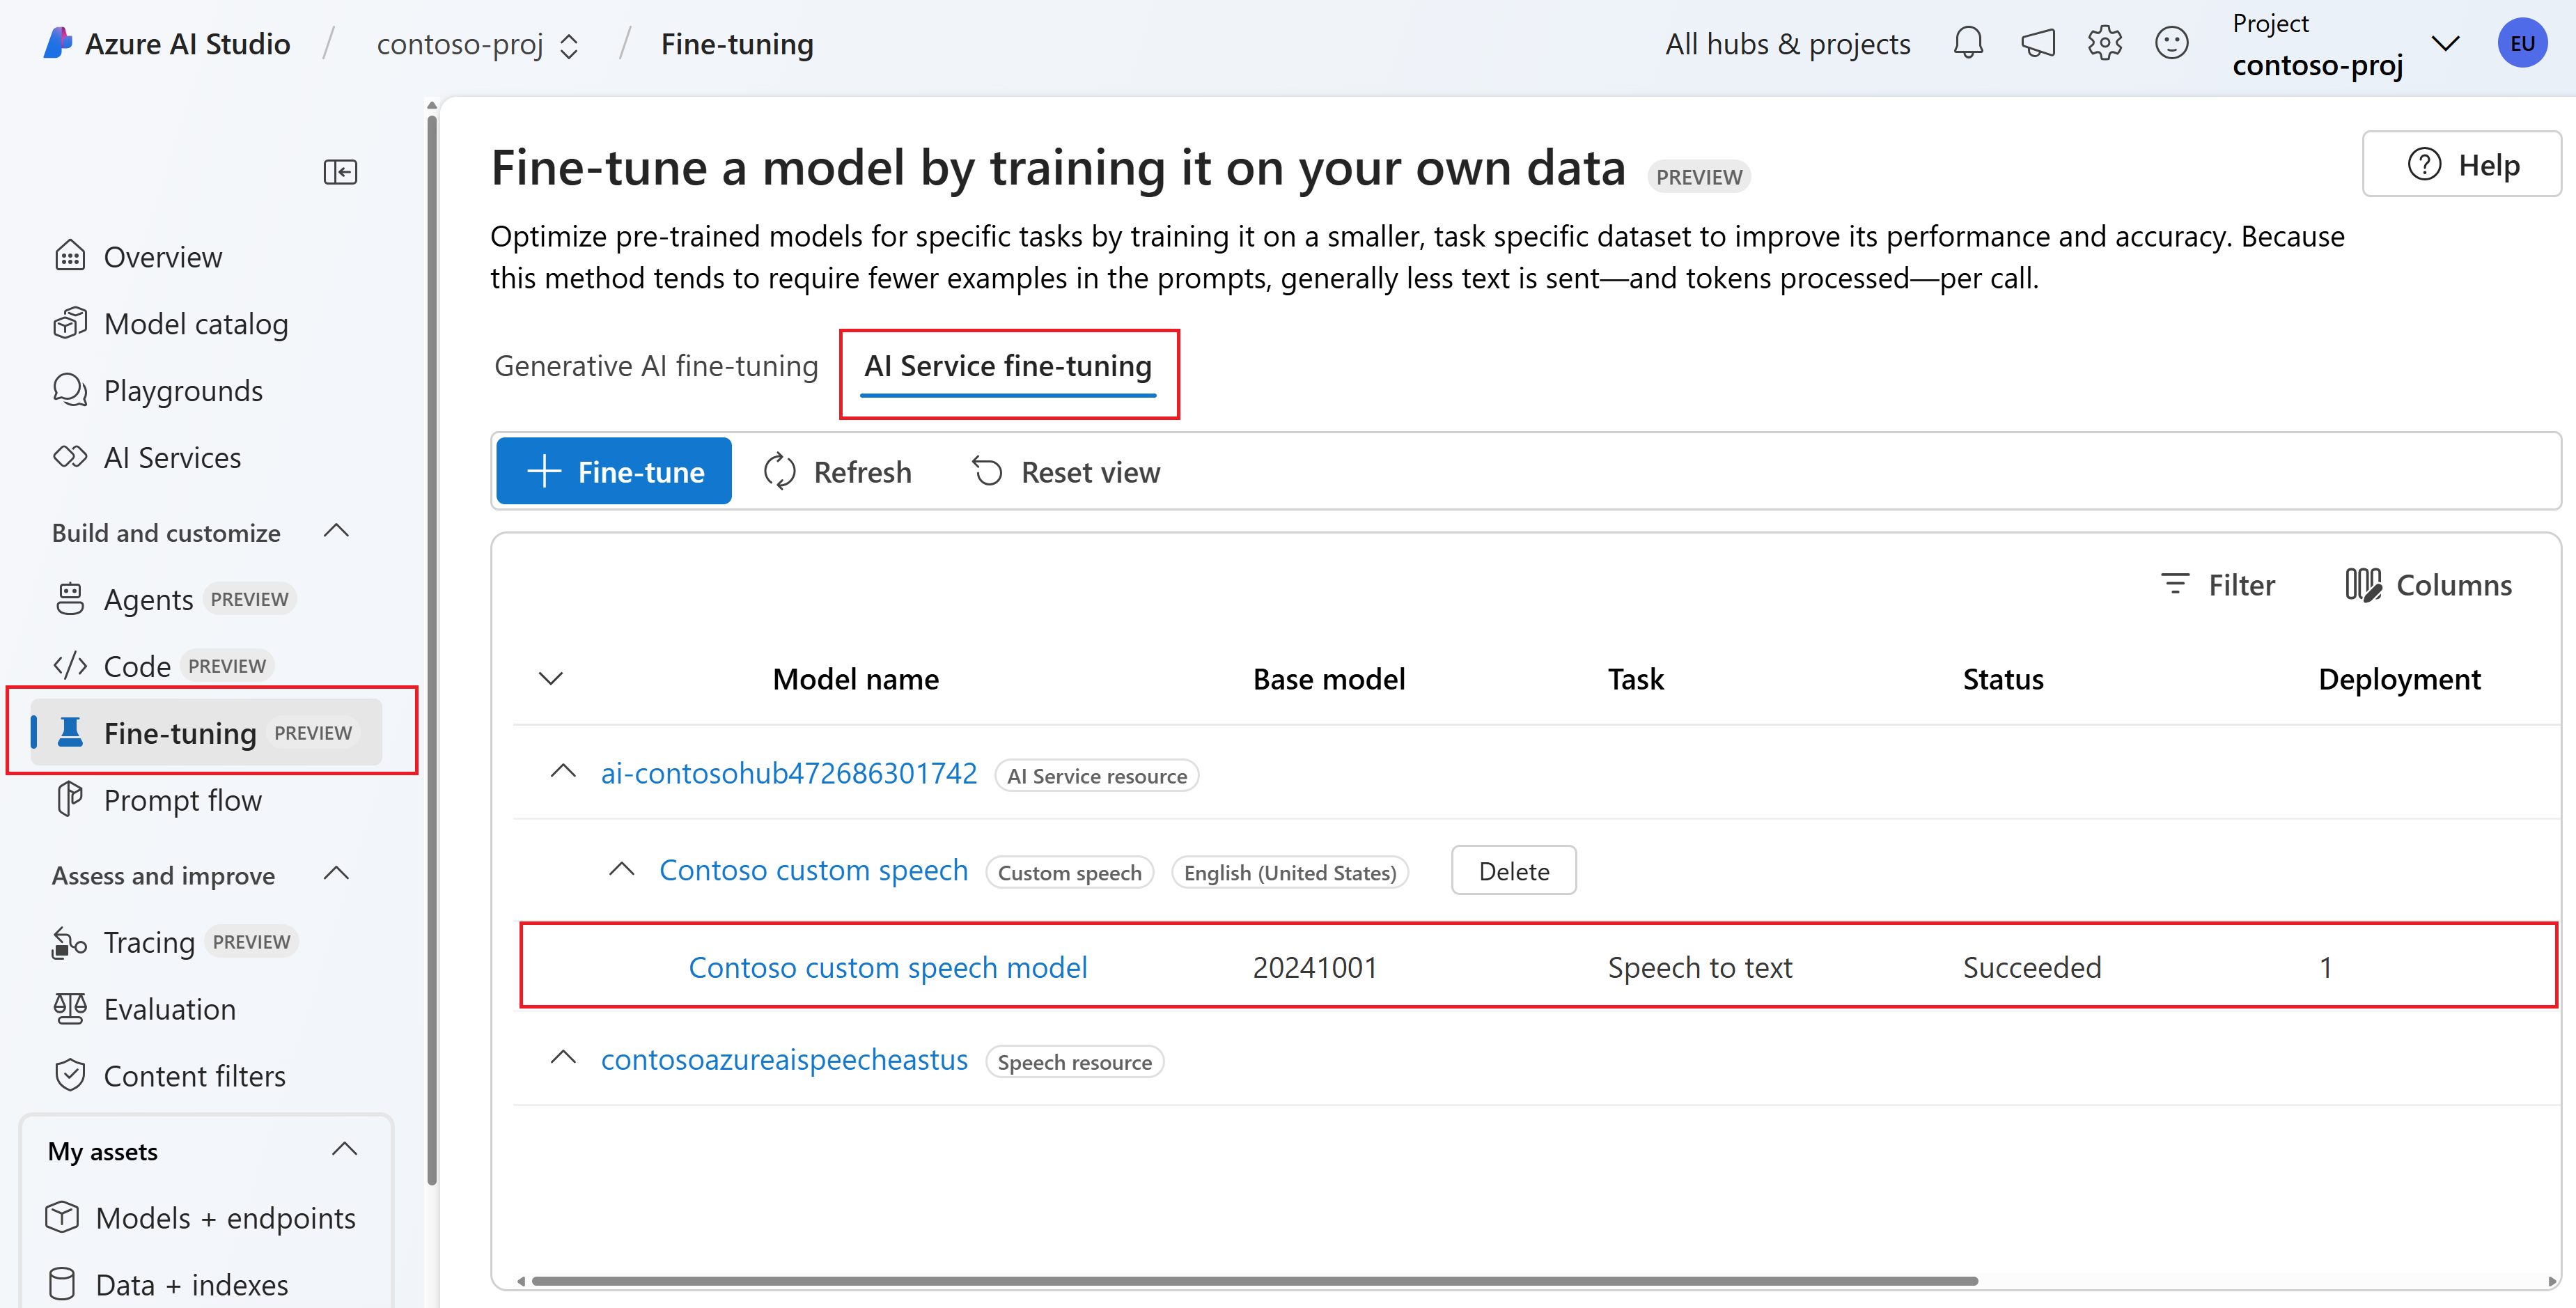 Azure AI Studio / contoso-proj / Fine-tuning
All hubs & projects
Project
contoso-proj
EU
Overview
Model catalog
Playgrounds
AI Services
Build and customize
Agents PREVIEW
Code PREVIEW
Fine-tuning PREVIEW
Prompt flow
Assess and improve
Tracing PREVIEW
Evaluation
Content filters
My assets
Models + endpoints
Data + indexes
Fine-tune a model by training it on your own data PREVIEW
Help
Optimize pre-trained models for specific tasks by training it on a smaller, task specific dataset to improve its performance and accuracy. Because
this method tends to require fewer examples in the prompts, generally less text is sent—and tokens processed—per call.
Generative AI fine-tuning AI Service fine-tuning
Fine-tune Refresh Reset view
Filter Columns
Model name Base model Task Status Deployment
ai-contosohub472686301742 AI Service resource
Contoso custom speech Custom speech English (United States) Delete
Contoso custom speech model 20241001 Speech to text Succeeded 1
contosoazureaispeecheastus Speech resource